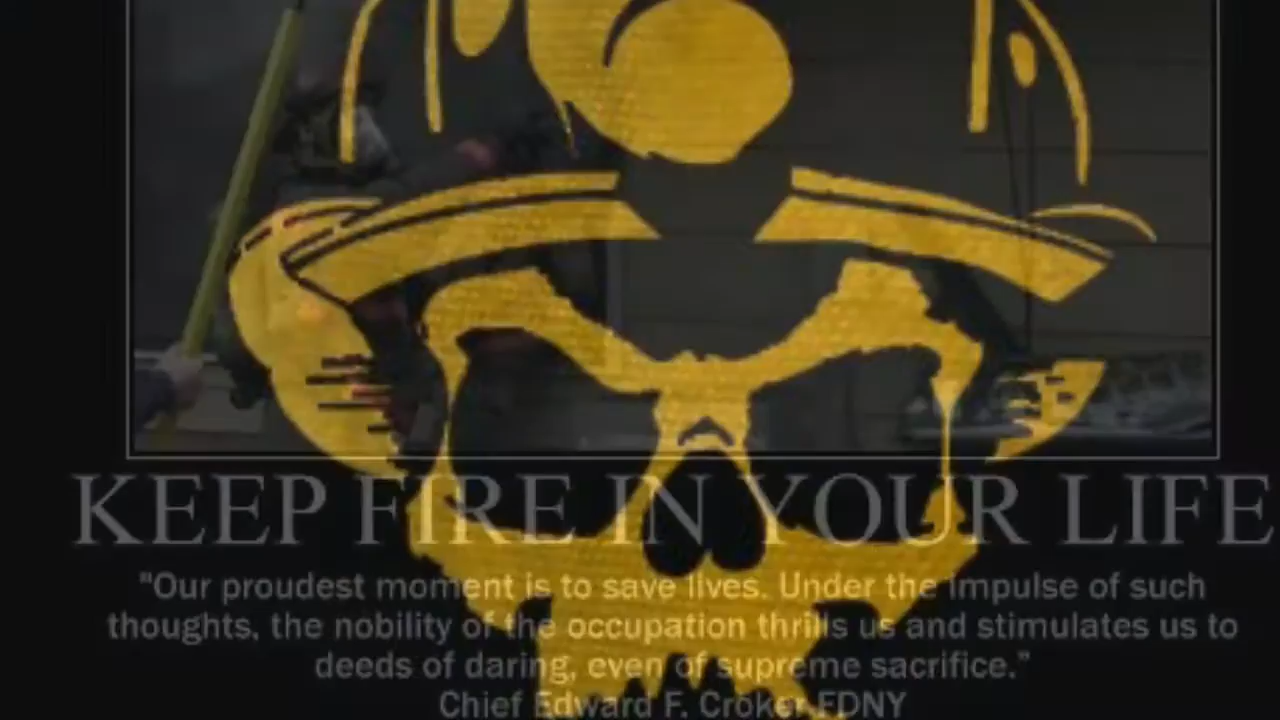 KEEP FIRE IN YOUR LIFE
"Our proudest moment is to save lives. Under the impulse of such
thoughts, the nobility of the occupation thrills us and stimulates us to
deeds of daring, even of supreme sacrifice."
Chief Edward F. Croker FDNY